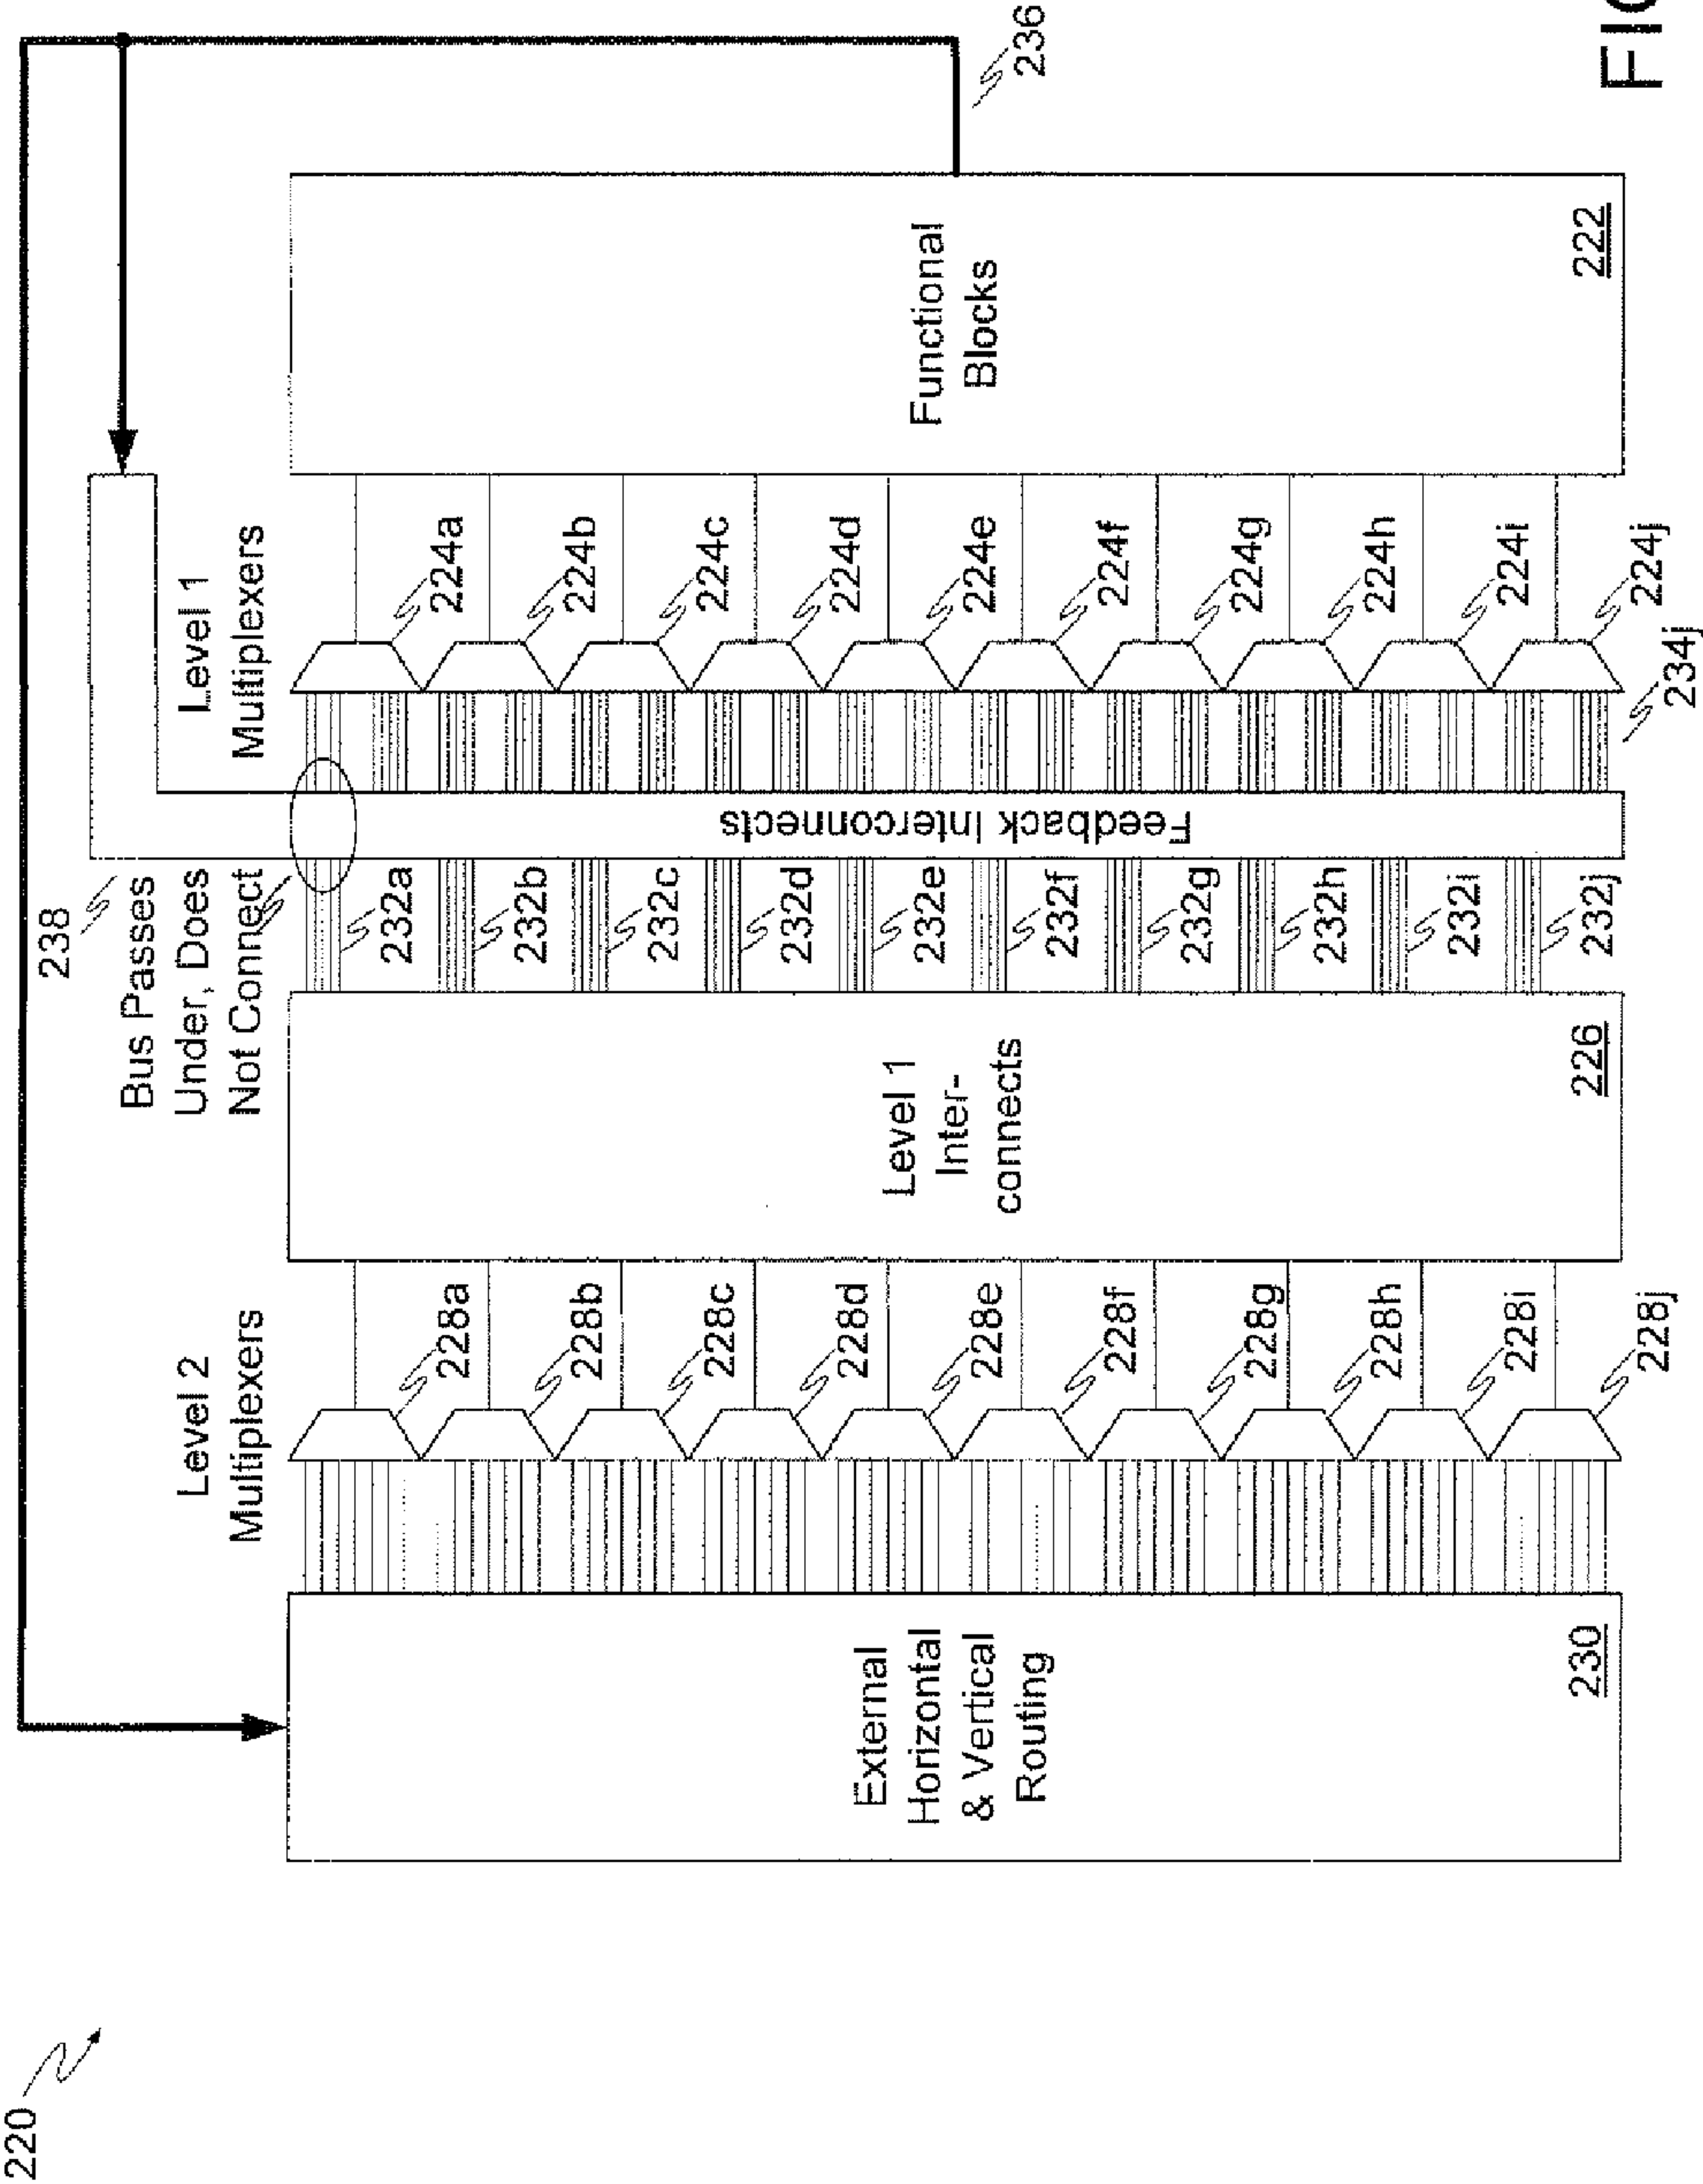 220
238
Level 2
Multiplexers
Bus Passes
Under, Does
Not Connect
Level 1
Multiplexers
External
Horizontal
& Vertical
Routing
230
228a
228b
228c
228d
228e
228f
228g
228h
228i
228j
Level 1
Inter-
connects
226
232a
232b
232c
232d
232e
232f
232g
232h
232i
232j
Feedback Interconnects
224a
224b
224c
224d
224e
224f
224g
224h
224i
224j
234j
Functional
Blocks
222
236
FIG